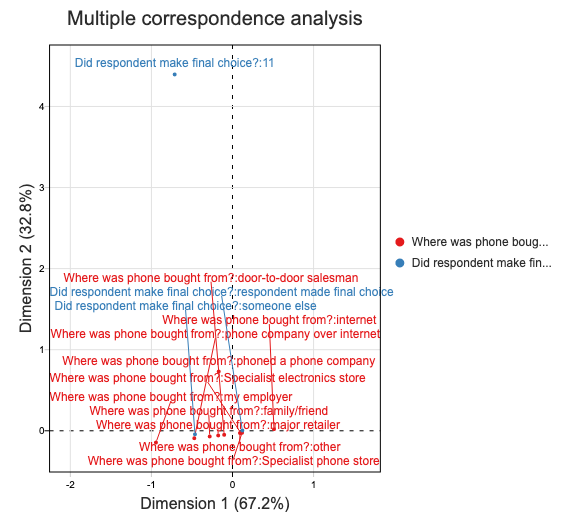 Multiple correspondence analysis
Did respondent make final choice?:11
4
3
2
1
0
Dimension 2 (32.8%)
Where was phone bought from?:door-to-door salesman
Did respondent make final choice?:respondent made final choice
Did respondent make final choice?:someone else
Where was phone bought from?:internet
Where was phone bought from?:phone company over internet
Where was phone bought from?:phoned a phone company
Where was phone bought from?:Specialist electronics store
Where was phone bought from?:my employer
Where was phone bought from?:family/friend
Where was phone bought from?:major retailer
Where was phone bought from?:other
Where was phone bought from?:Specialist phone store
-2
-1
0
1
Dimension 1 (67.2%)
Where was phone boug...
Did respondent make fin...